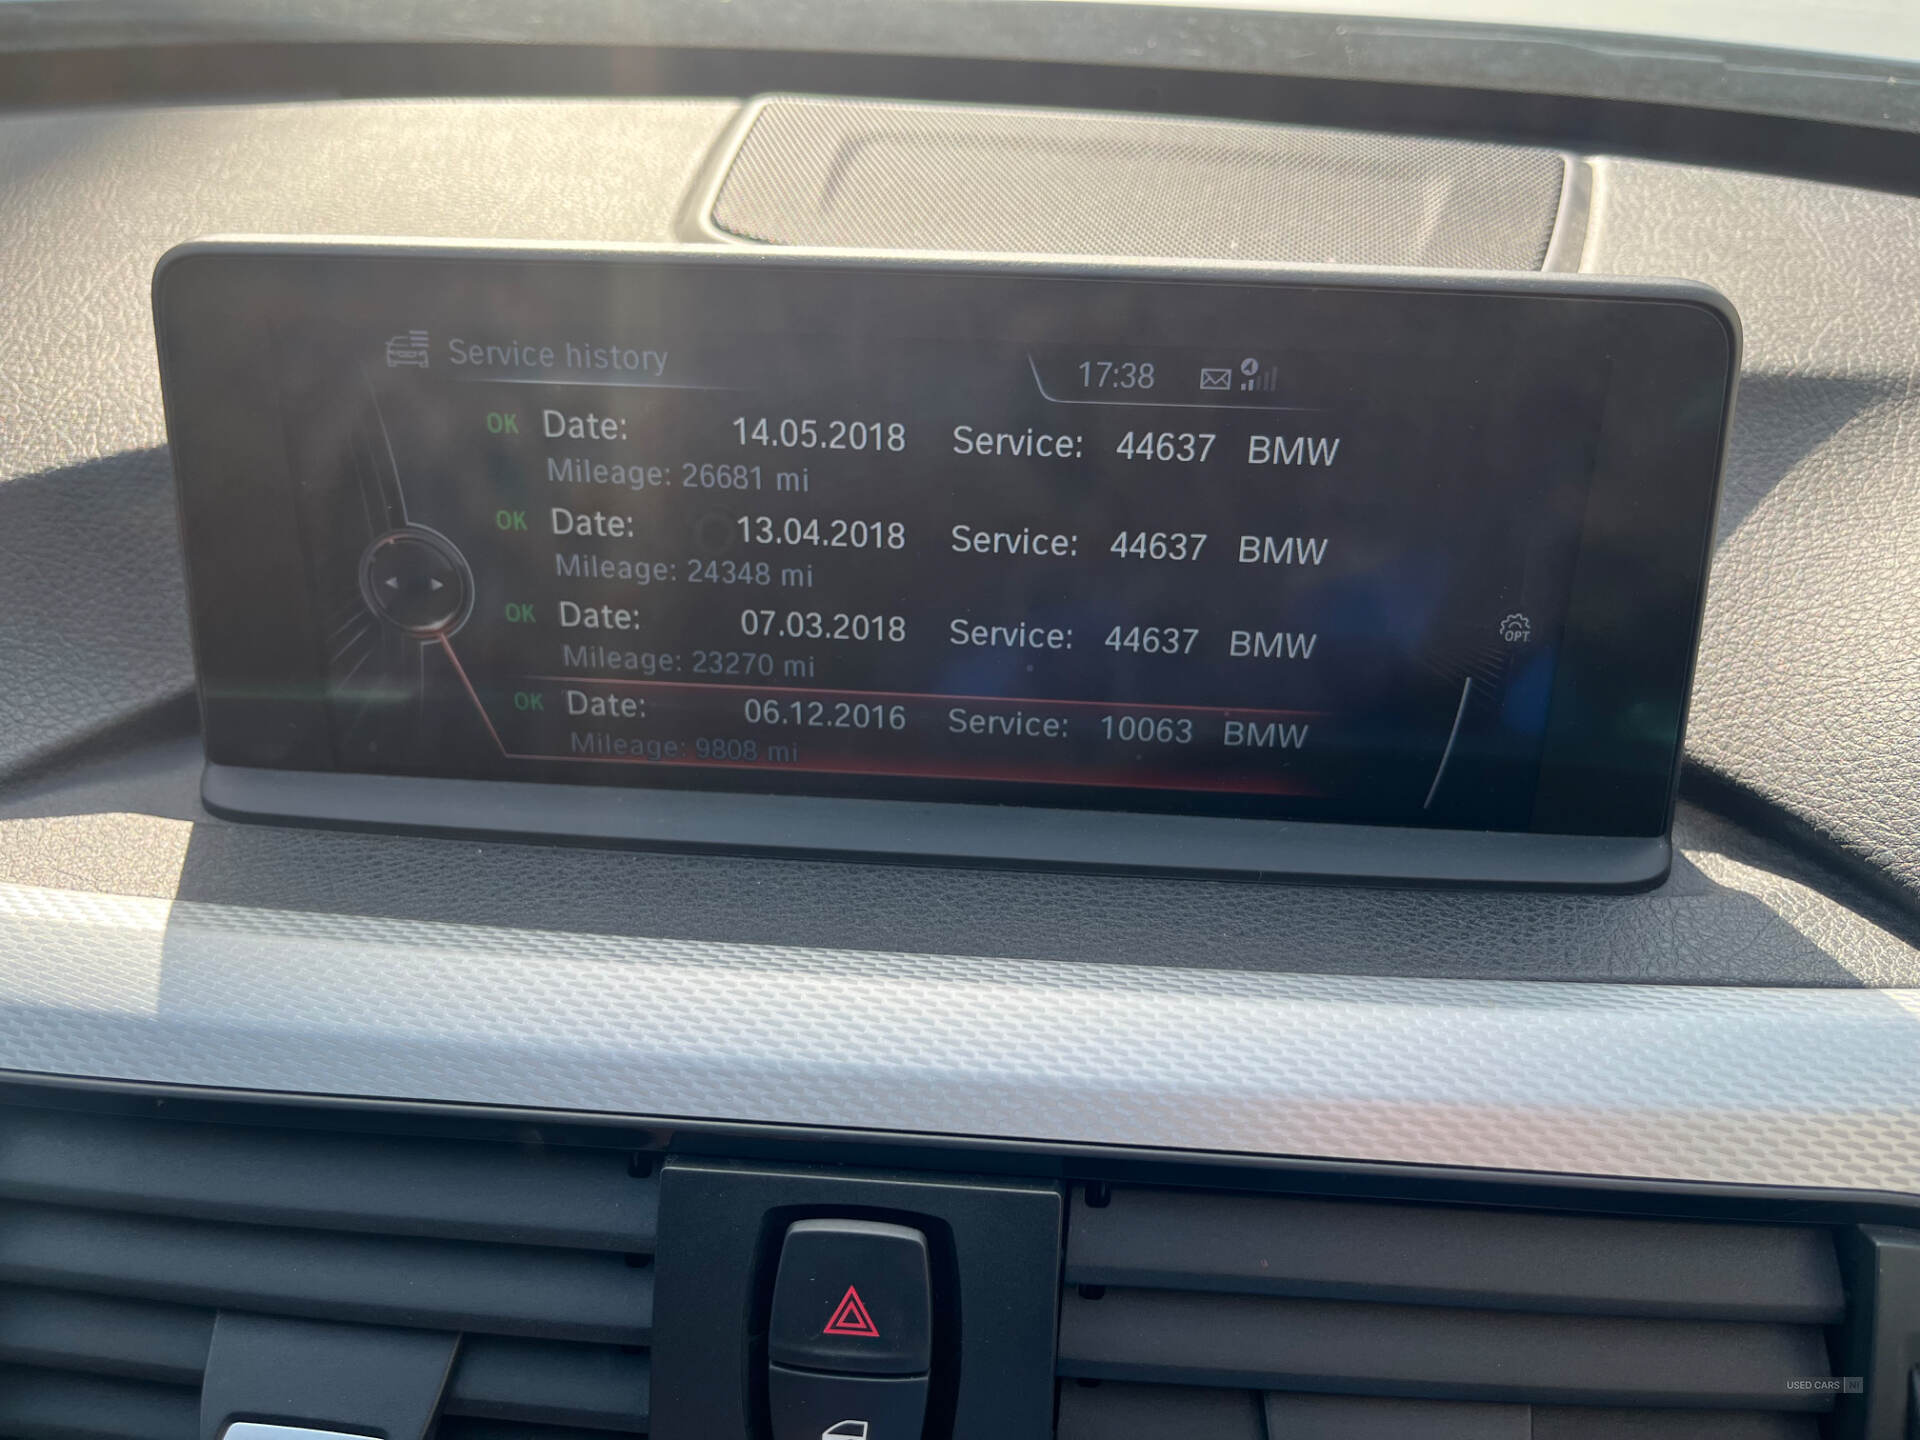 Service history
17:38
OK Date: 14.05.2018 Service: 44637 BMW
Mileage: 26681 mi
OK Date: 13.04.2018 Service: 44637 BMW
Mileage: 24348 mi
OK Date: 07.03.2018 Service: 44637 BMW
Mileage: 23270 mi
OPT
OK Date: 06.12.2016 Service: 10063 BMW
Mileage: 9808 mi
USED CARS NI